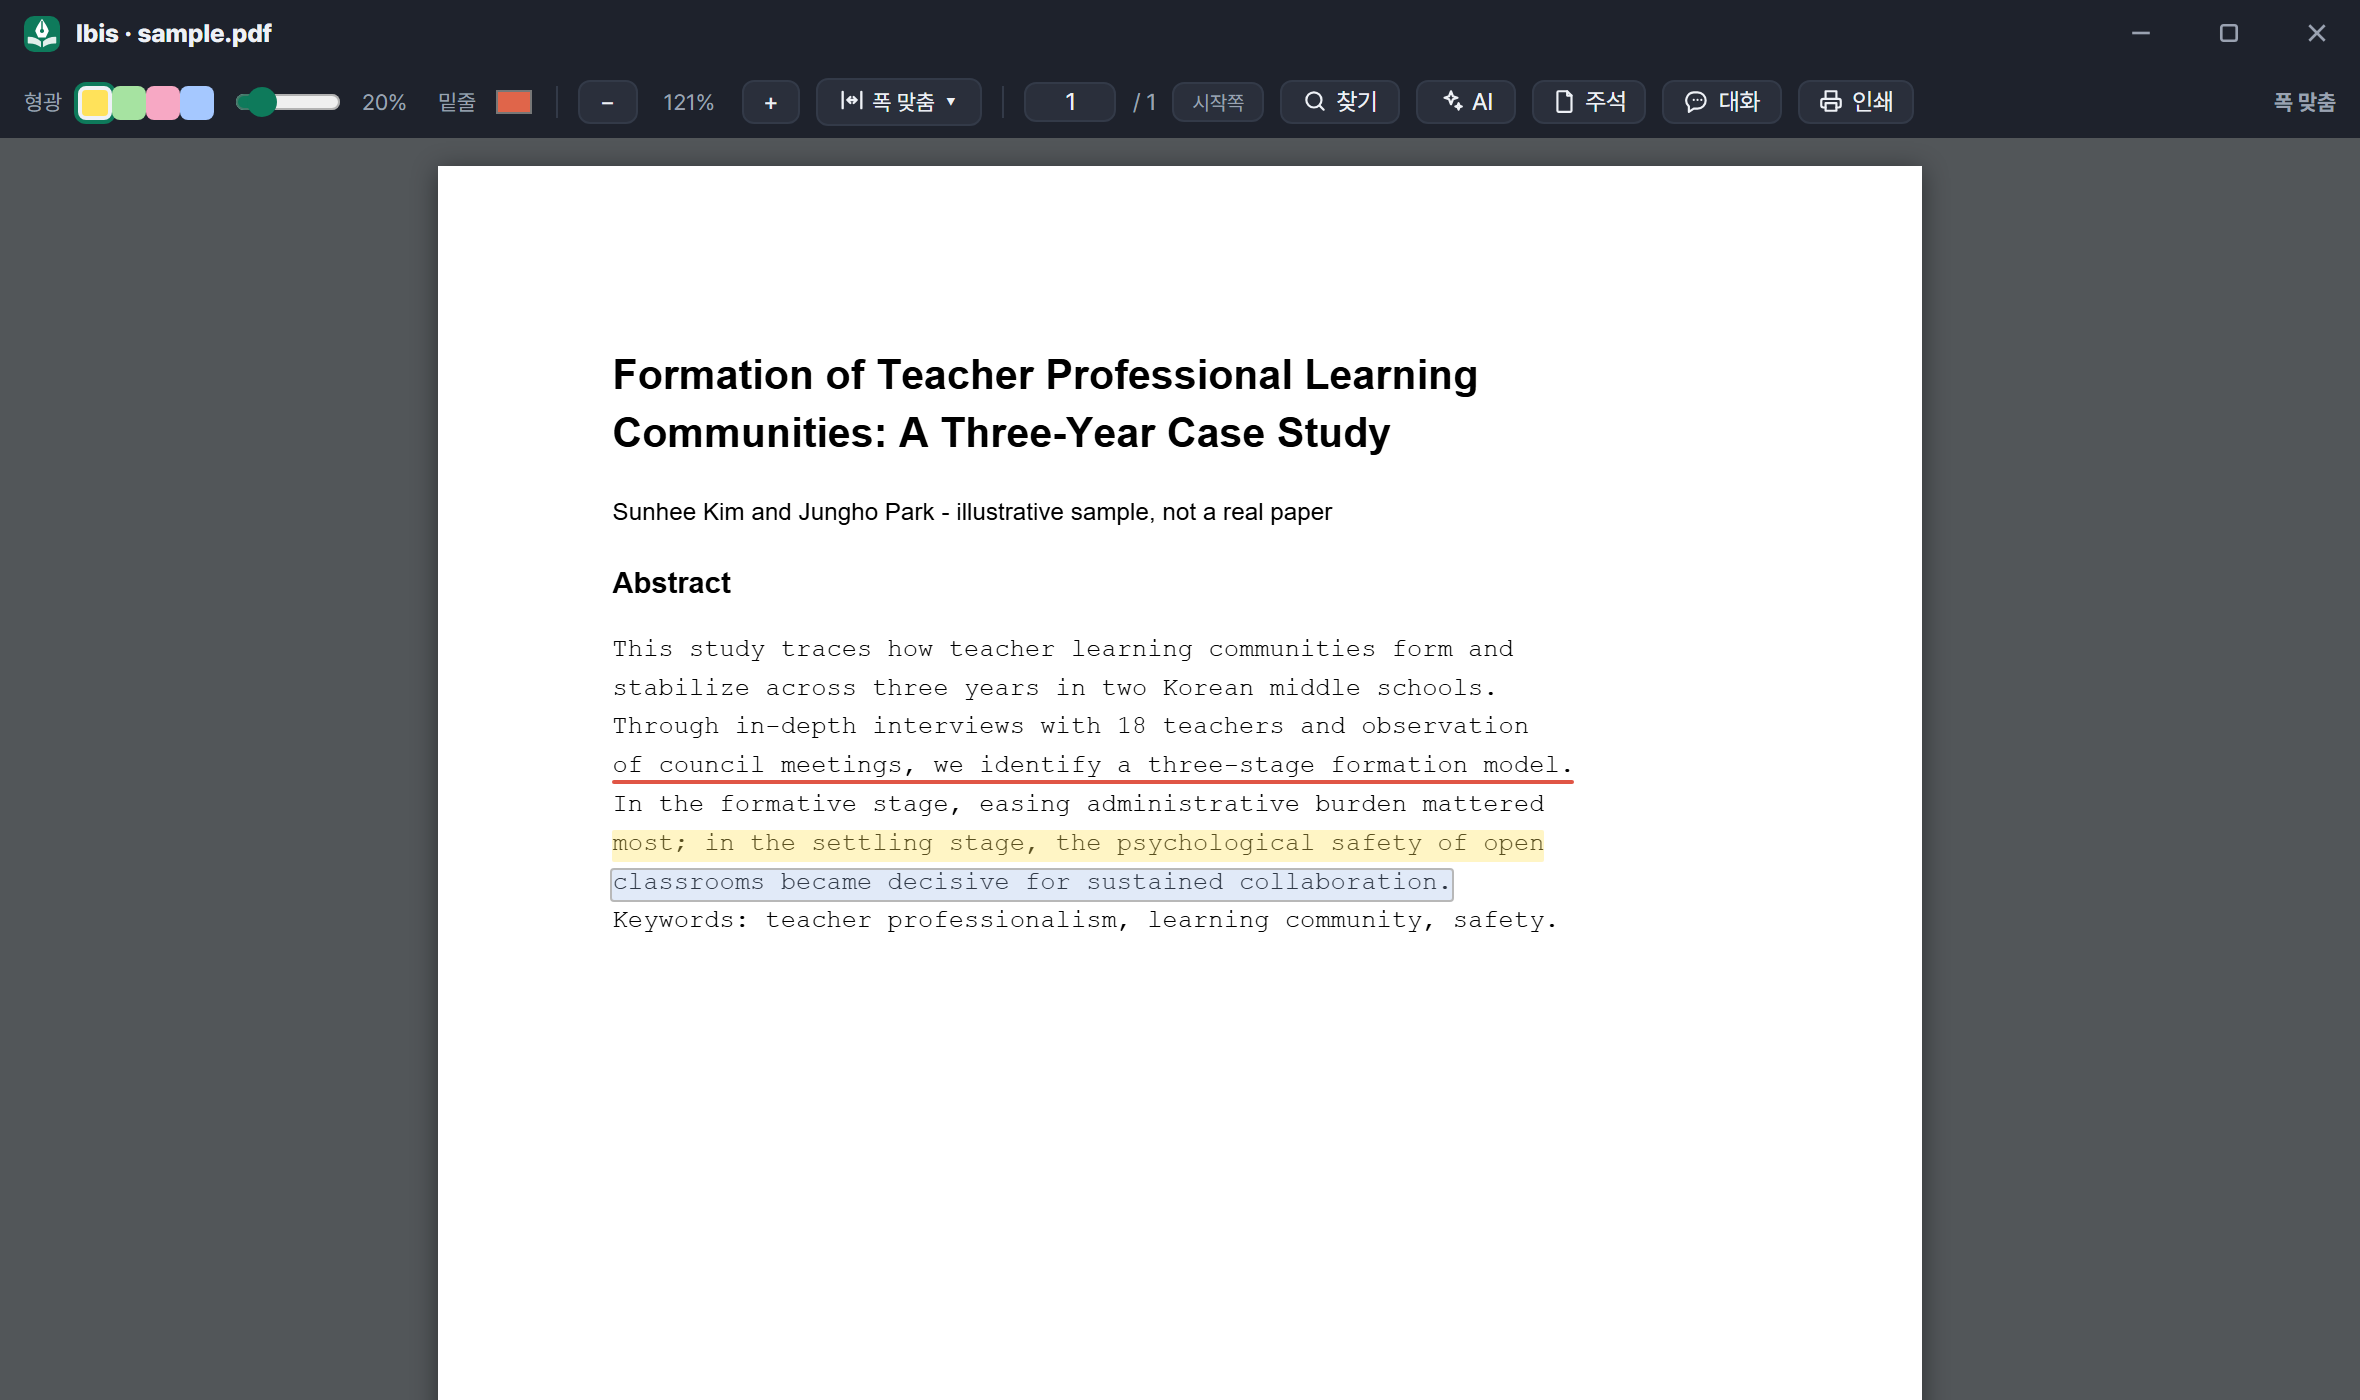 Ibis · sample.pdf
형광 20% 밑줄 − 121% + 폭 맞춤 ▼ 1 / 1 시작쪽 찾기 AI 주석 대화 인쇄 폭 맞춤
Formation of Teacher Professional Learning
Communities: A Three-Year Case Study
Sunhee Kim and Jungho Park - illustrative sample, not a real paper
Abstract
This study traces how teacher learning communities form and
stabilize across three years in two Korean middle schools.
Through in-depth interviews with 18 teachers and observation
of council meetings, we identify a three-stage formation model.
In the formative stage, easing administrative burden mattered
most; in the settling stage, the psychological safety of open
classrooms became decisive for sustained collaboration.
Keywords: teacher professionalism, learning community, safety.